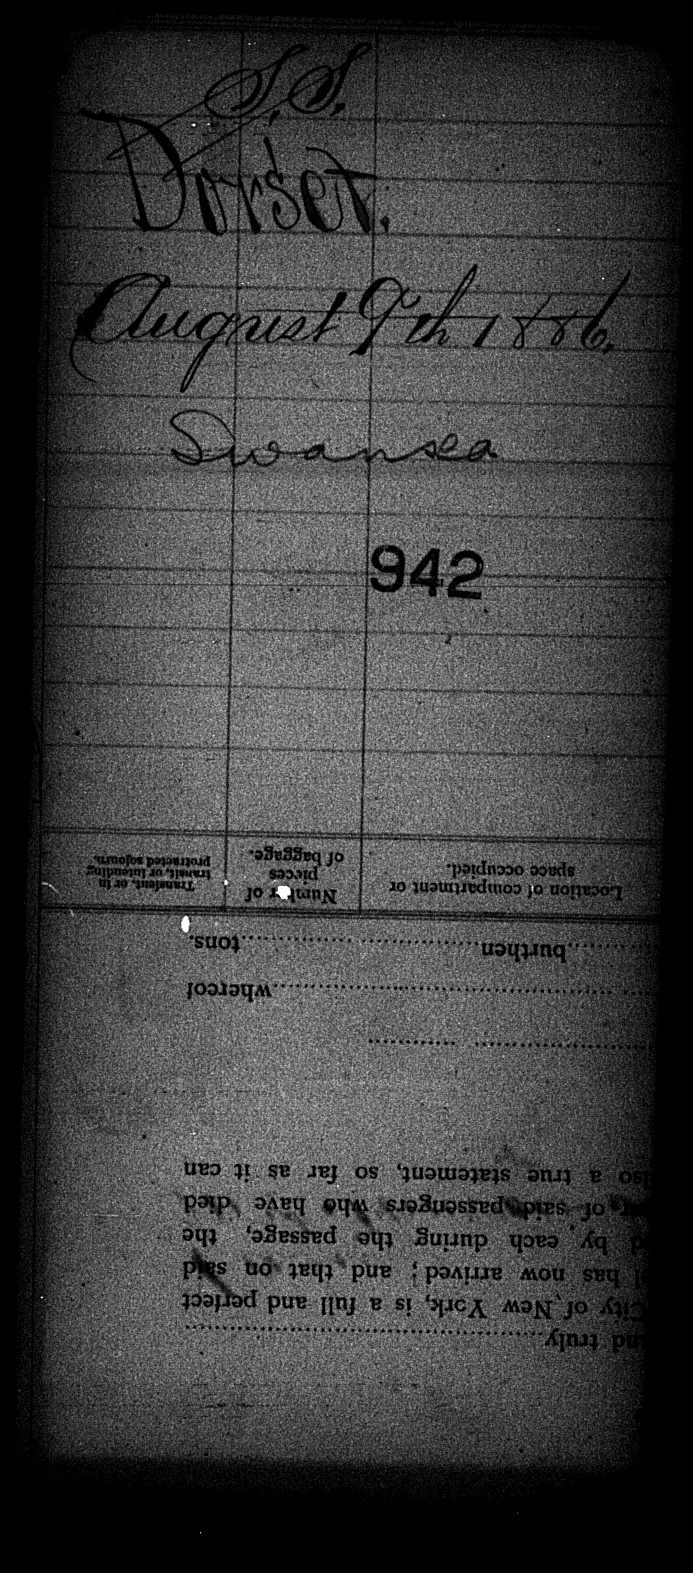 S.S.
Dorset.
August 9th 1886.
Swansea
942
Location of compartment or space occupied.
Number of pieces of baggage.
Transient, or in transit, or intending protracted sojourn.
burthen tons.
whereof
also a true statement, so far as it can
of said passengers who have died
by each during the passage, the
has now arrived; and that on said
City of New York, is a full and perfect
and truly